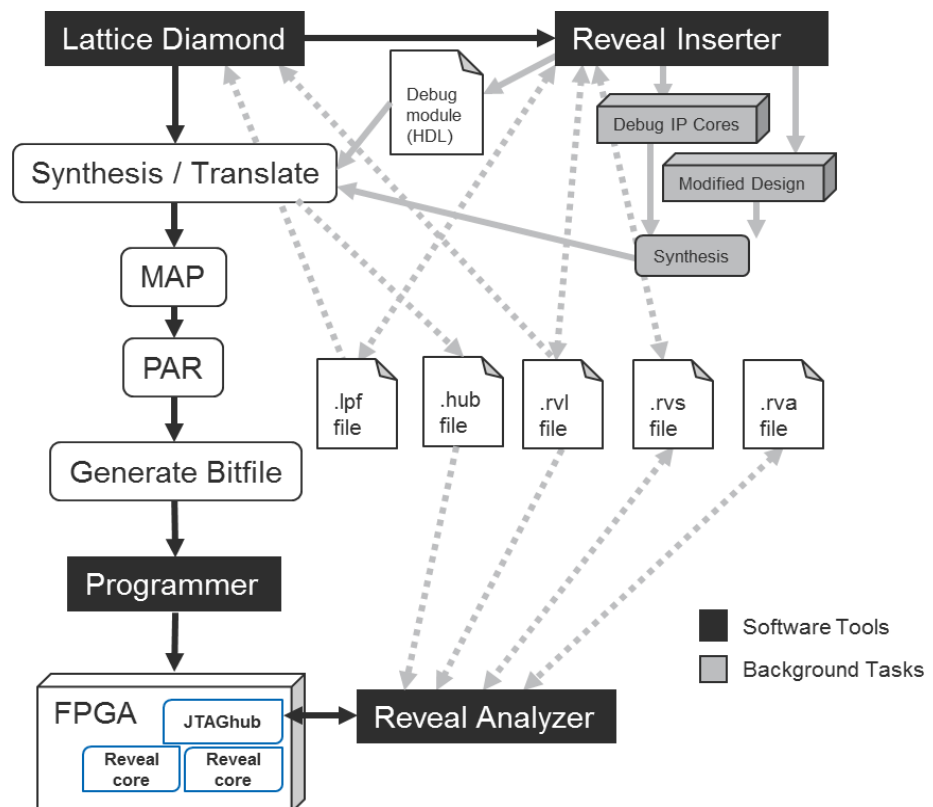 Lattice Diamond
Reveal Inserter
Debug
module
(HDL)
Debug IP Cores
Modified Design
Synthesis / Translate
Synthesis
MAP
PAR
.lpf
file
.hub
file
.rvl
file
.rvs
file
.rva
file
Generate Bitfile
Programmer
Software Tools
Background Tasks
FPGA
JTAGhub
Reveal
core
Reveal
core
Reveal Analyzer